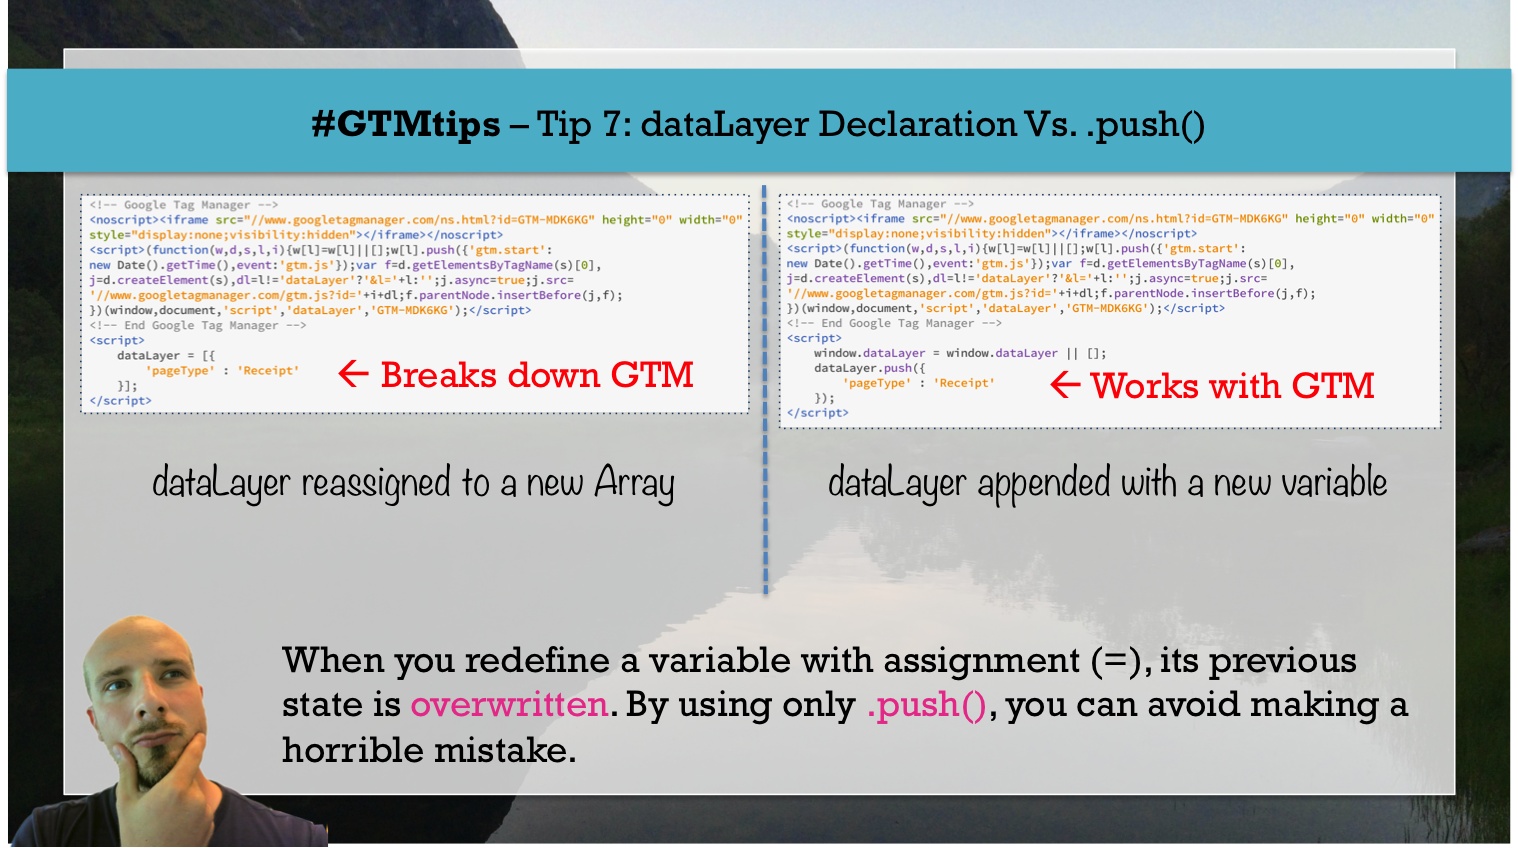 #GTMtips – Tip 7: dataLayer Declaration Vs. .push()
<!-- Google Tag Manager -->
<noscript><iframe src="//www.googletagmanager.com/ns.html?id=GTM-MDK6KG" height="0" width="0"
style="display:none;visibility:hidden"></iframe></noscript>
<script>(function(w,d,s,l,i){w[l]=w[l]||[];w[l].push({'gtm.start':
new Date().getTime(),event:'gtm.js'});var f=d.getElementsByTagName(s)[0],
j=d.createElement(s),dl=l!='dataLayer'?'&l='+l:'';j.async=true;j.src=
'//www.googletagmanager.com/gtm.js?id='+i+dl;f.parentNode.insertBefore(j,f);
})(window,document,'script','dataLayer','GTM-MDK6KG');</script>
<!-- End Google Tag Manager -->
<script>
dataLayer = [{
'pageType' : 'Receipt'
}];
</script>
← Breaks down GTM
dataLayer reassigned to a new Array
<!-- Google Tag Manager -->
<noscript><iframe src="//www.googletagmanager.com/ns.html?id=GTM-MDK6KG" height="0" width="0"
style="display:none;visibility:hidden"></iframe></noscript>
<script>(function(w,d,s,l,i){w[l]=w[l]||[];w[l].push({'gtm.start':
new Date().getTime(),event:'gtm.js'});var f=d.getElementsByTagName(s)[0],
j=d.createElement(s),dl=l!='dataLayer'?'&l='+l:'';j.async=true;j.src=
'//www.googletagmanager.com/gtm.js?id='+i+dl;f.parentNode.insertBefore(j,f);
})(window,document,'script','dataLayer','GTM-MDK6KG');</script>
<!-- End Google Tag Manager -->
<script>
window.dataLayer = window.dataLayer || [];
dataLayer.push({
'pageType' : 'Receipt'
});
</script>
← Works with GTM
dataLayer appended with a new variable
When you redefine a variable with assignment (=), its previous
state is overwritten. By using only .push(), you can avoid making a
horrible mistake.